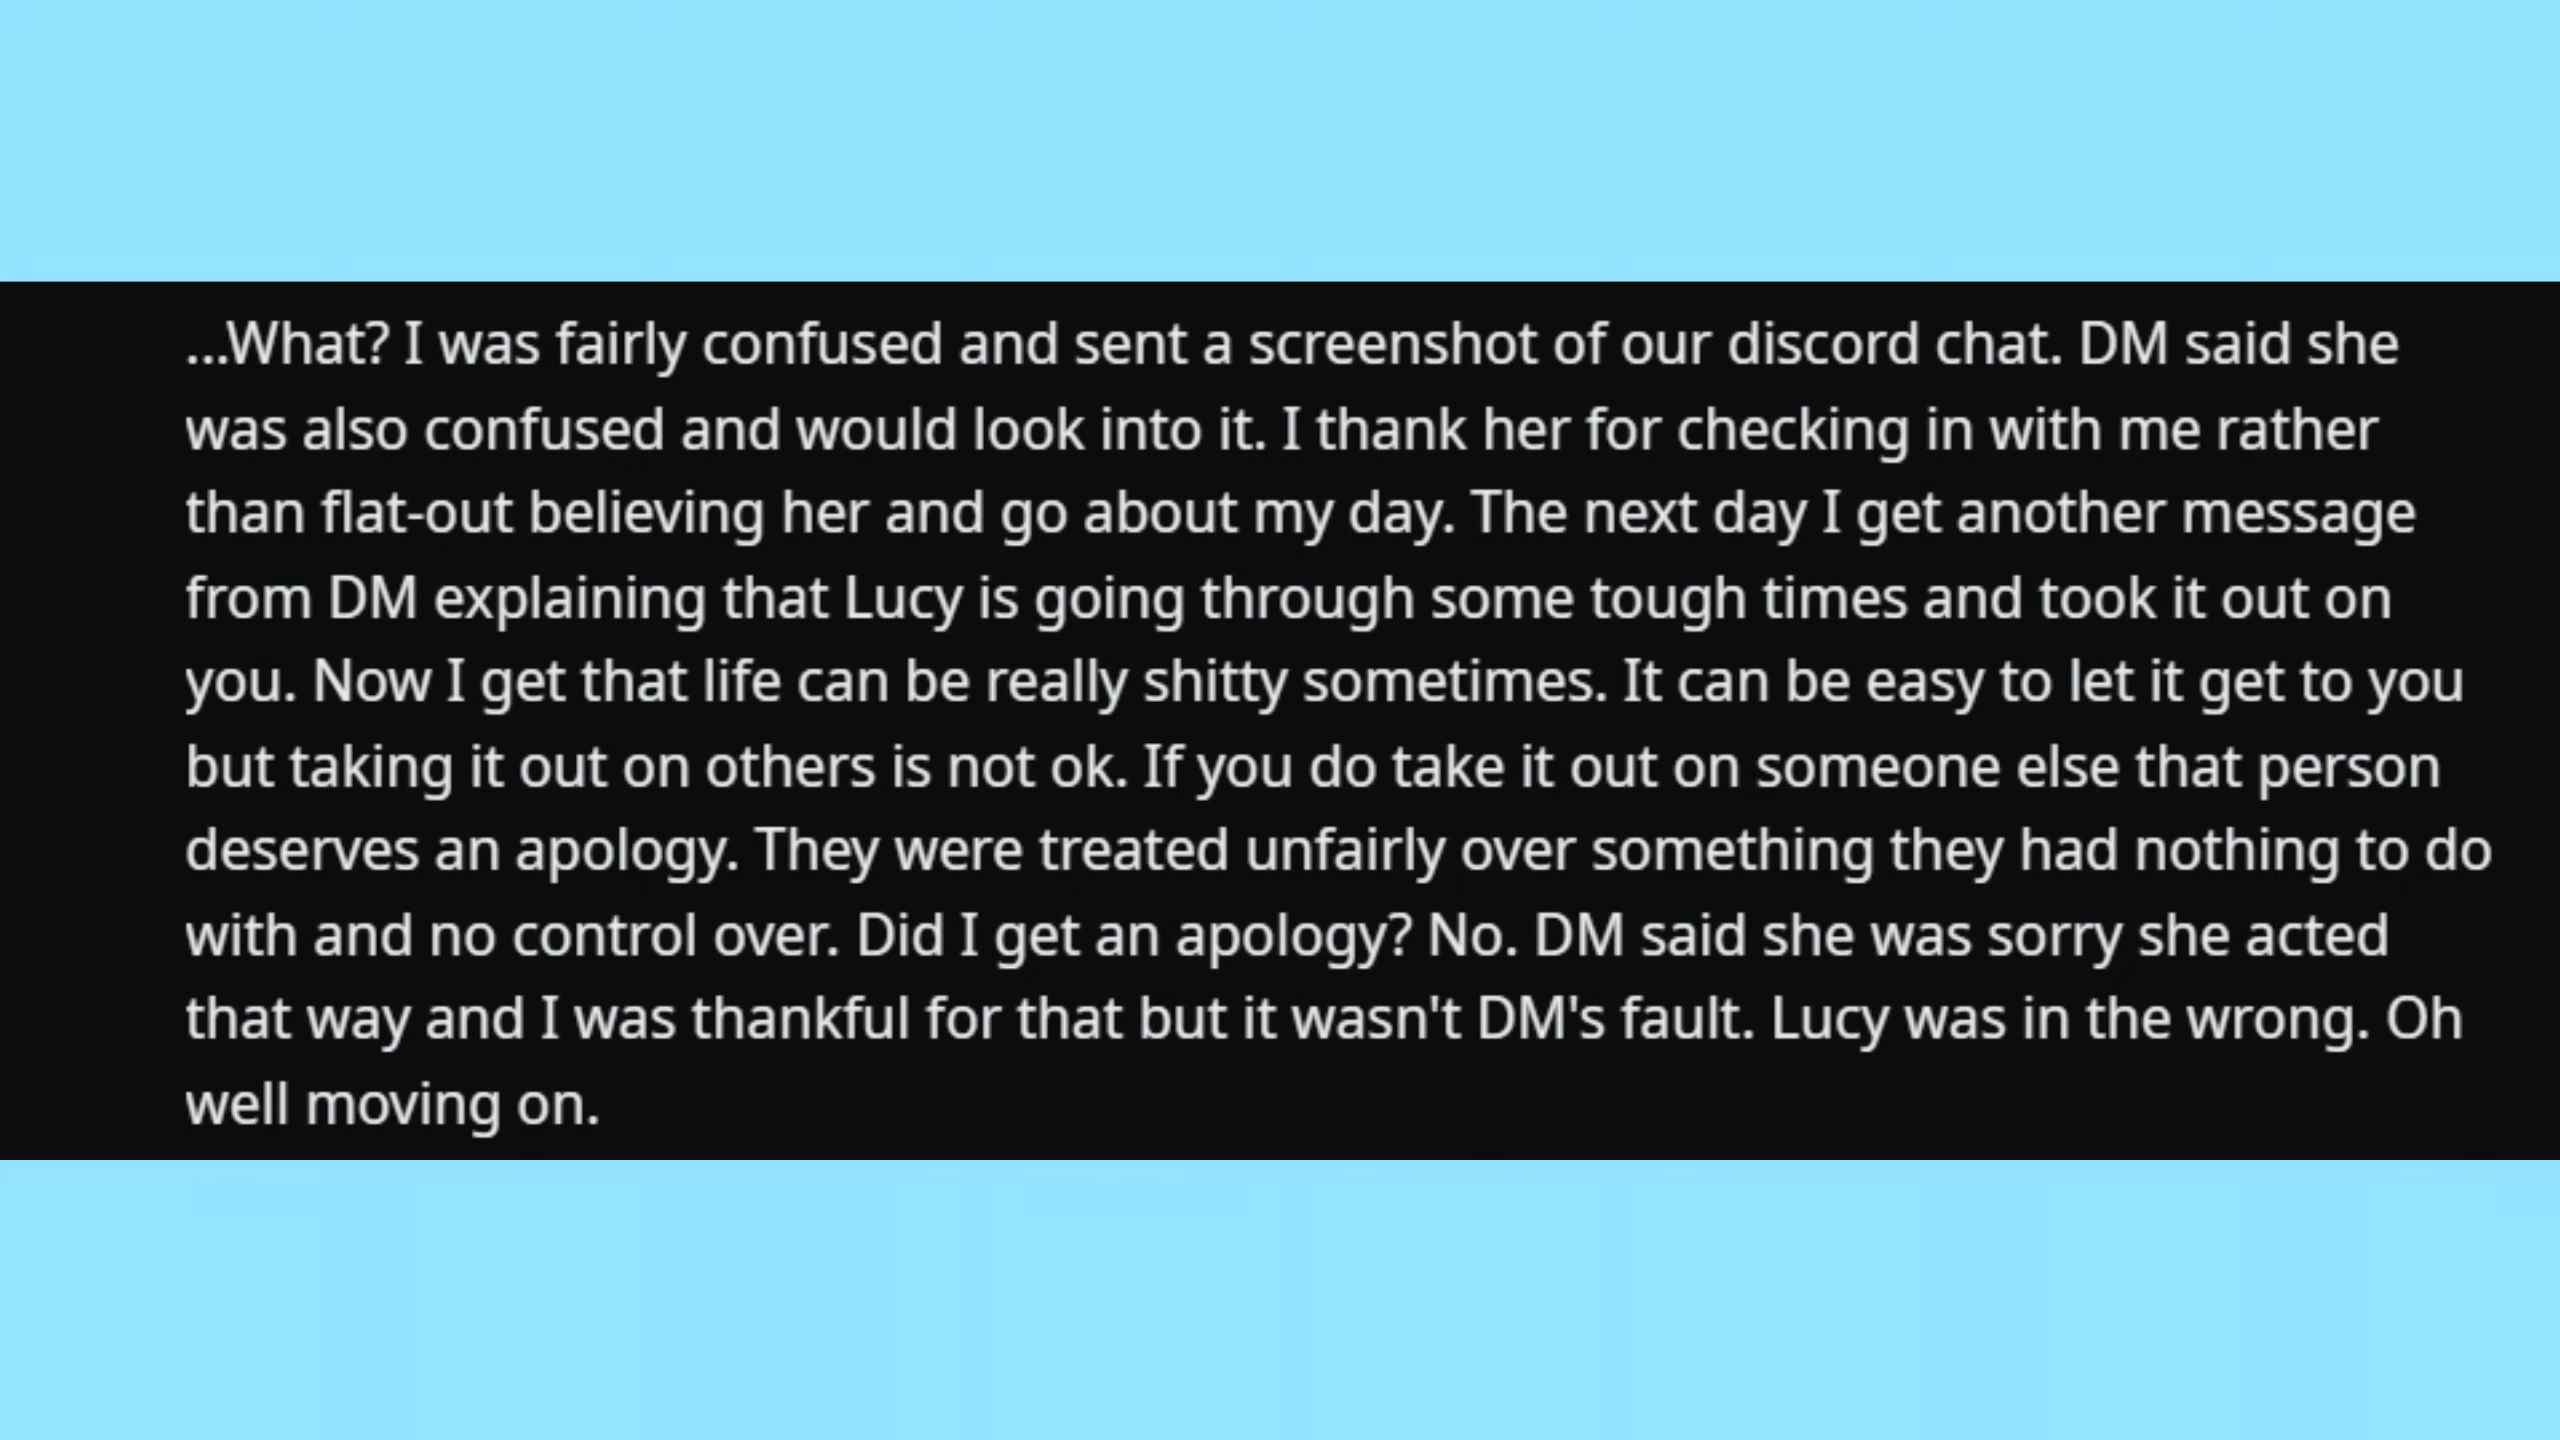 ...What? I was fairly confused and sent a screenshot of our discord chat. DM said she
was also confused and would look into it. I thank her for checking in with me rather
than flat-out believing her and go about my day. The next day I get another message
from DM explaining that Lucy is going through some tough times and took it out on
you. Now I get that life can be really shitty sometimes. It can be easy to let it get to you
but taking it out on others is not ok. If you do take it out on someone else that person
deserves an apology. They were treated unfairly over something they had nothing to do
with and no control over. Did I get an apology? No. DM said she was sorry she acted
that way and I was thankful for that but it wasn't DM's fault. Lucy was in the wrong. Oh
well moving on.